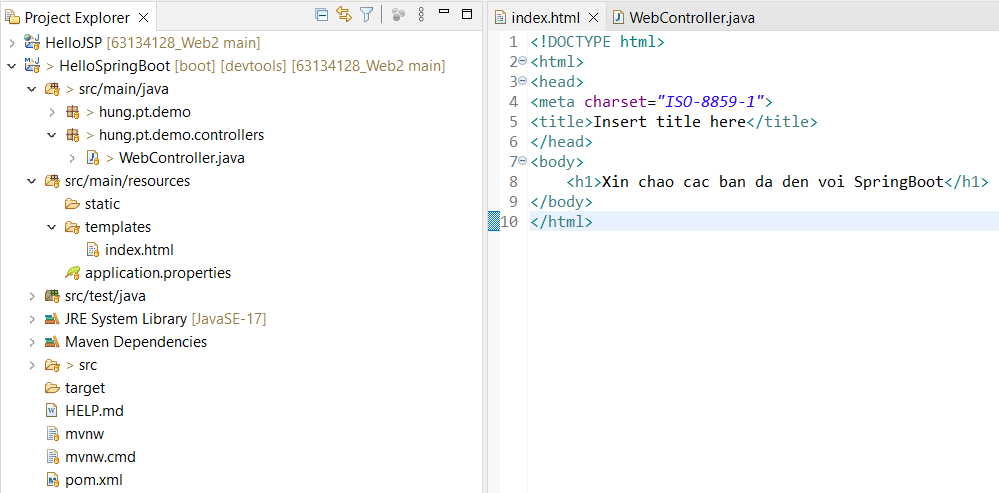 Project Explorer
HelloJSP [63134128_Web2 main]
> HelloSpringBoot [boot] [devtools] [63134128_Web2 main]
> src/main/java
> hung.pt.demo
> hung.pt.demo.controllers
> WebController.java
src/main/resources
static
templates
index.html
application.properties
src/test/java
JRE System Library [JavaSE-17]
Maven Dependencies
> src
target
HELP.md
mvnw
mvnw.cmd
pom.xml
index.html WebController.java
1 <!DOCTYPE html>
2 <html>
3 <head>
4 <meta charset="ISO-8859-1">
5 <title>Insert title here</title>
6 </head>
7 <body>
8 <h1>Xin chao cac ban da den voi SpringBoot</h1>
9 </body>
10 </html>